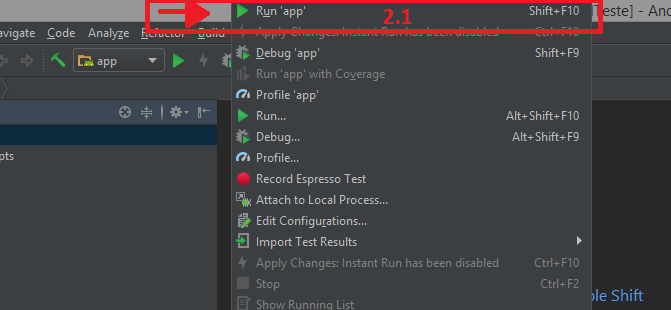 Run 'app' Shift+F10
2.1
Teste] - And
avigate Code Analyze Refactor Build
Apply Changes: Instant Run has been disabled Ctrl+F10
app
Debug 'app' Shift+F9
Run 'app' with Coverage
Profile 'app'
Run... Alt+Shift+F10
Debug... Alt+Shift+F9
Profile...
Record Espresso Test
Attach to Local Process...
Edit Configurations...
Import Test Results
Apply Changes: Instant Run has been disabled Ctrl+F10
Stop Ctrl+F2
Show Running List
pts
ble Shift